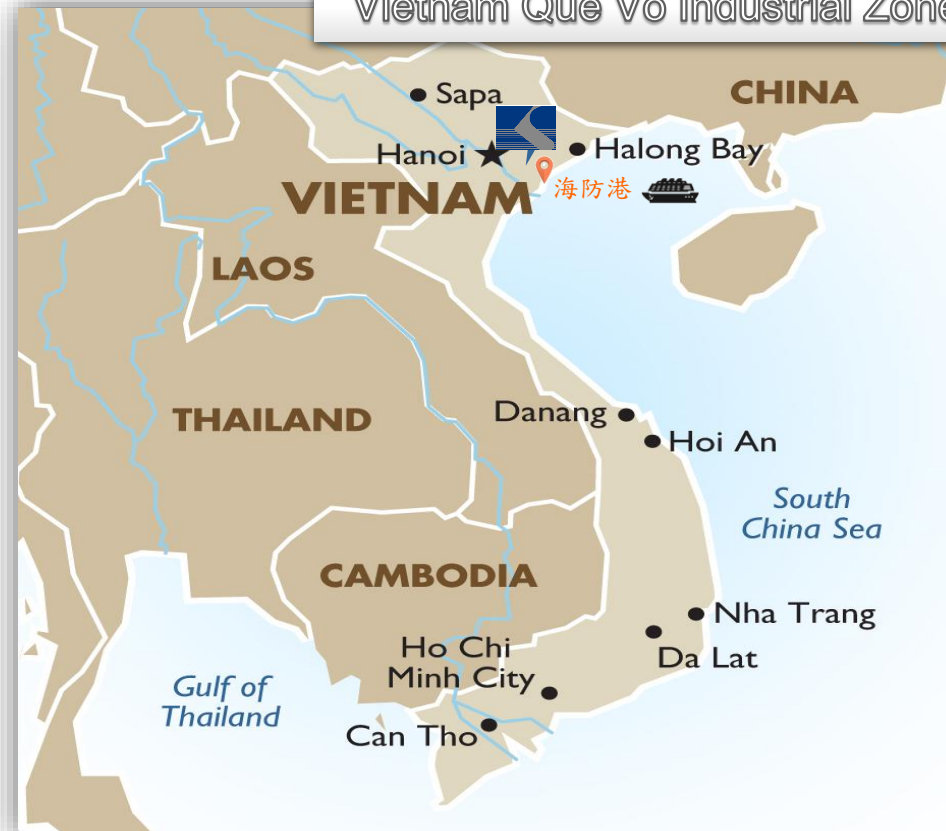 Vietnam Que Vo Industrial Zone
CHINA
Sapa
Hanoi
Halong Bay
VIETNAM
海防港
LAOS
THAILAND
Danang
Hoi An
South
China Sea
CAMBODIA
Nha Trang
Da Lat
Ho Chi
Minh City
Gulf of
Thailand
Can Tho